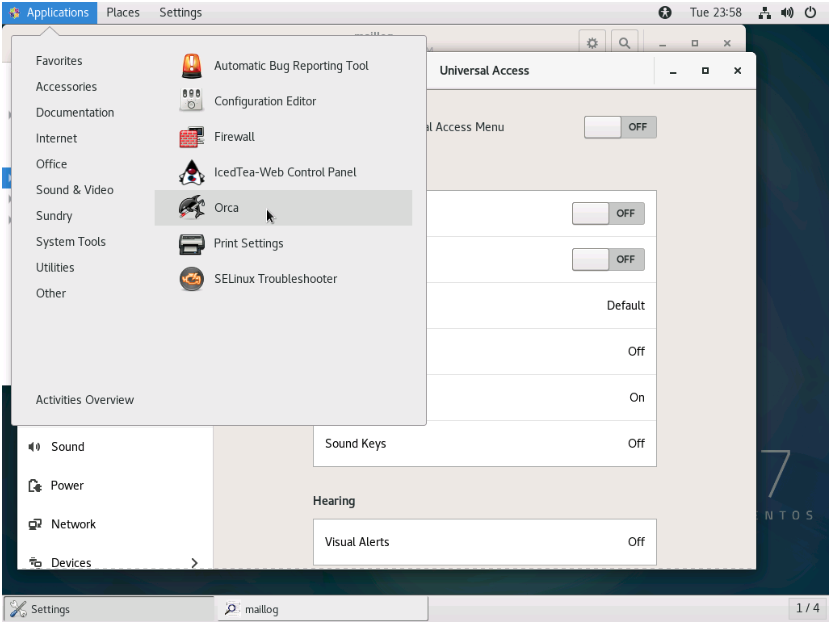 Applications Places Settings Tue 23:58
maillog
Universal Access
Favorites
Accessories
Documentation
Internet
Office
Sound & Video
Sundry
System Tools
Utilities
Other
Activities Overview
Automatic Bug Reporting Tool
Configuration Editor
Firewall
IcedTea-Web Control Panel
Orca
Print Settings
SELinux Troubleshooter
al Access Menu OFF
OFF
OFF
Default
Off
On
Sound Keys Off
Hearing
Visual Alerts Off
Sound
Power
Network
Devices
7
ENTOS
Settings maillog 1 / 4